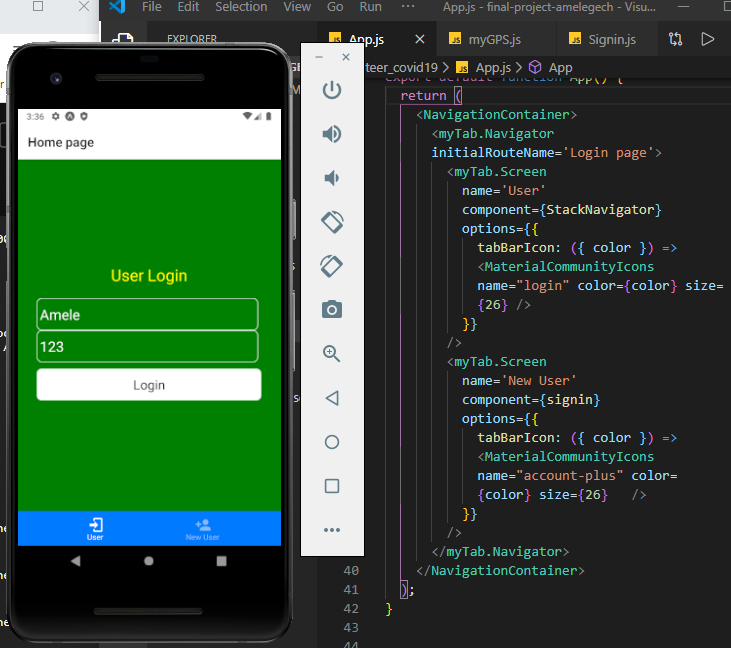 File Edit Selection View Go Run ··· App.js - final-project-amelegech - Visu...
EXPLORER
App.js
myGPS.js
Signin.js
teer_covid19 > App.js > App
export default function App() {
return (
<NavigationContainer>
<myTab.Navigator
initialRouteName='Login page'>
<myTab.Screen
name='User'
component={StackNavigator}
options={{
tabBarIcon: ({ color }) =>
<MaterialCommunityIcons
name="login" color={color} size=
{26} />
}}
/>
<myTab.Screen
name='New User'
component={signin}
options={{
tabBarIcon: ({ color }) =>
<MaterialCommunityIcons
name="account-plus" color=
{color} size={26} />
}}
/>
</myTab.Navigator>
40 </NavigationContainer>
41 );
42 }
43
44
3:36
Home page
User Login
Amele
123
Login
User
New User